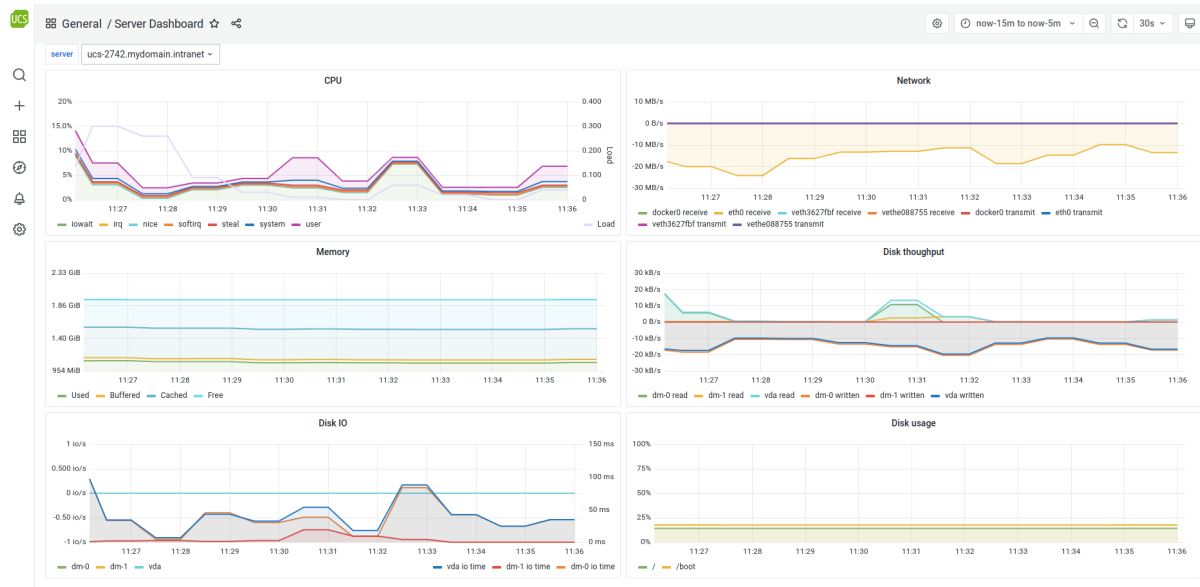 UCS
General / Server Dashboard
now-15m to now-5m
30s
server
ucs-2742.mydomain.intranet
CPU
20%
15.0%
10%
5%
0%
0.400
0.300
0.200
0.100
0
Load
11:27 11:28 11:29 11:30 11:31 11:32 11:33 11:34 11:35 11:36
iowait irq nice softirq steal system user Load
Network
10 MB/s
0 B/s
-10 MB/s
-20 MB/s
-30 MB/s
11:27 11:28 11:29 11:30 11:31 11:32 11:33 11:34 11:35 11:36
docker0 receive eth0 receive veth3627fbf receive vethe088755 receive docker0 transmit eth0 transmit
veth3627fbf transmit vethe088755 transmit
Memory
2.33 GiB
1.86 GiB
1.40 GiB
954 MiB
11:27 11:28 11:29 11:30 11:31 11:32 11:33 11:34 11:35 11:36
Used Buffered Cached Free
Disk thoughput
30 kB/s
20 kB/s
10 kB/s
0 B/s
-10 kB/s
-20 kB/s
-30 kB/s
11:27 11:28 11:29 11:30 11:31 11:32 11:33 11:34 11:35 11:36
dm-0 read dm-1 read vda read dm-0 written dm-1 written vda written
Disk IO
1 io/s
0.500 io/s
0 io/s
-0.50 io/s
-1 io/s
150 ms
100 ms
50 ms
0 ms
11:27 11:28 11:29 11:30 11:31 11:32 11:33 11:34 11:35 11:36
dm-0 dm-1 vda vda io time dm-1 io time dm-0 io time
Disk usage
100%
75%
50%
25%
0%
11:27 11:28 11:29 11:30 11:31 11:32 11:33 11:34 11:35 11:36
/ /boot